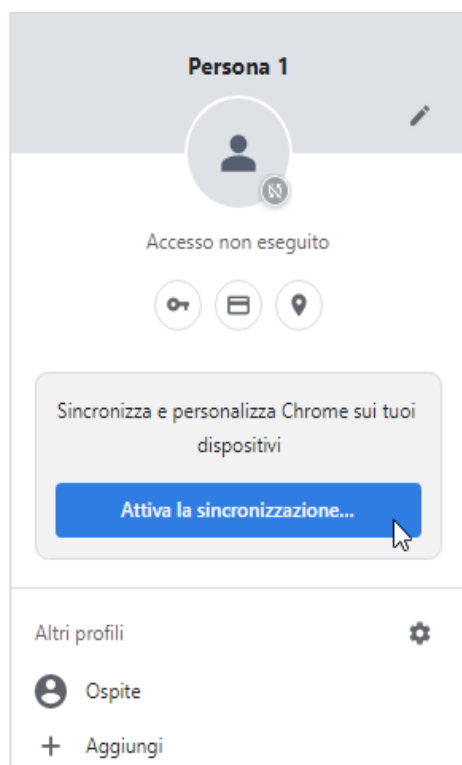 Persona 1
Accesso non eseguito
Sincronizza e personalizza Chrome sui tuoi
dispositivi
Attiva la sincronizzazione...
Altri profili
Ospite
Aggiungi